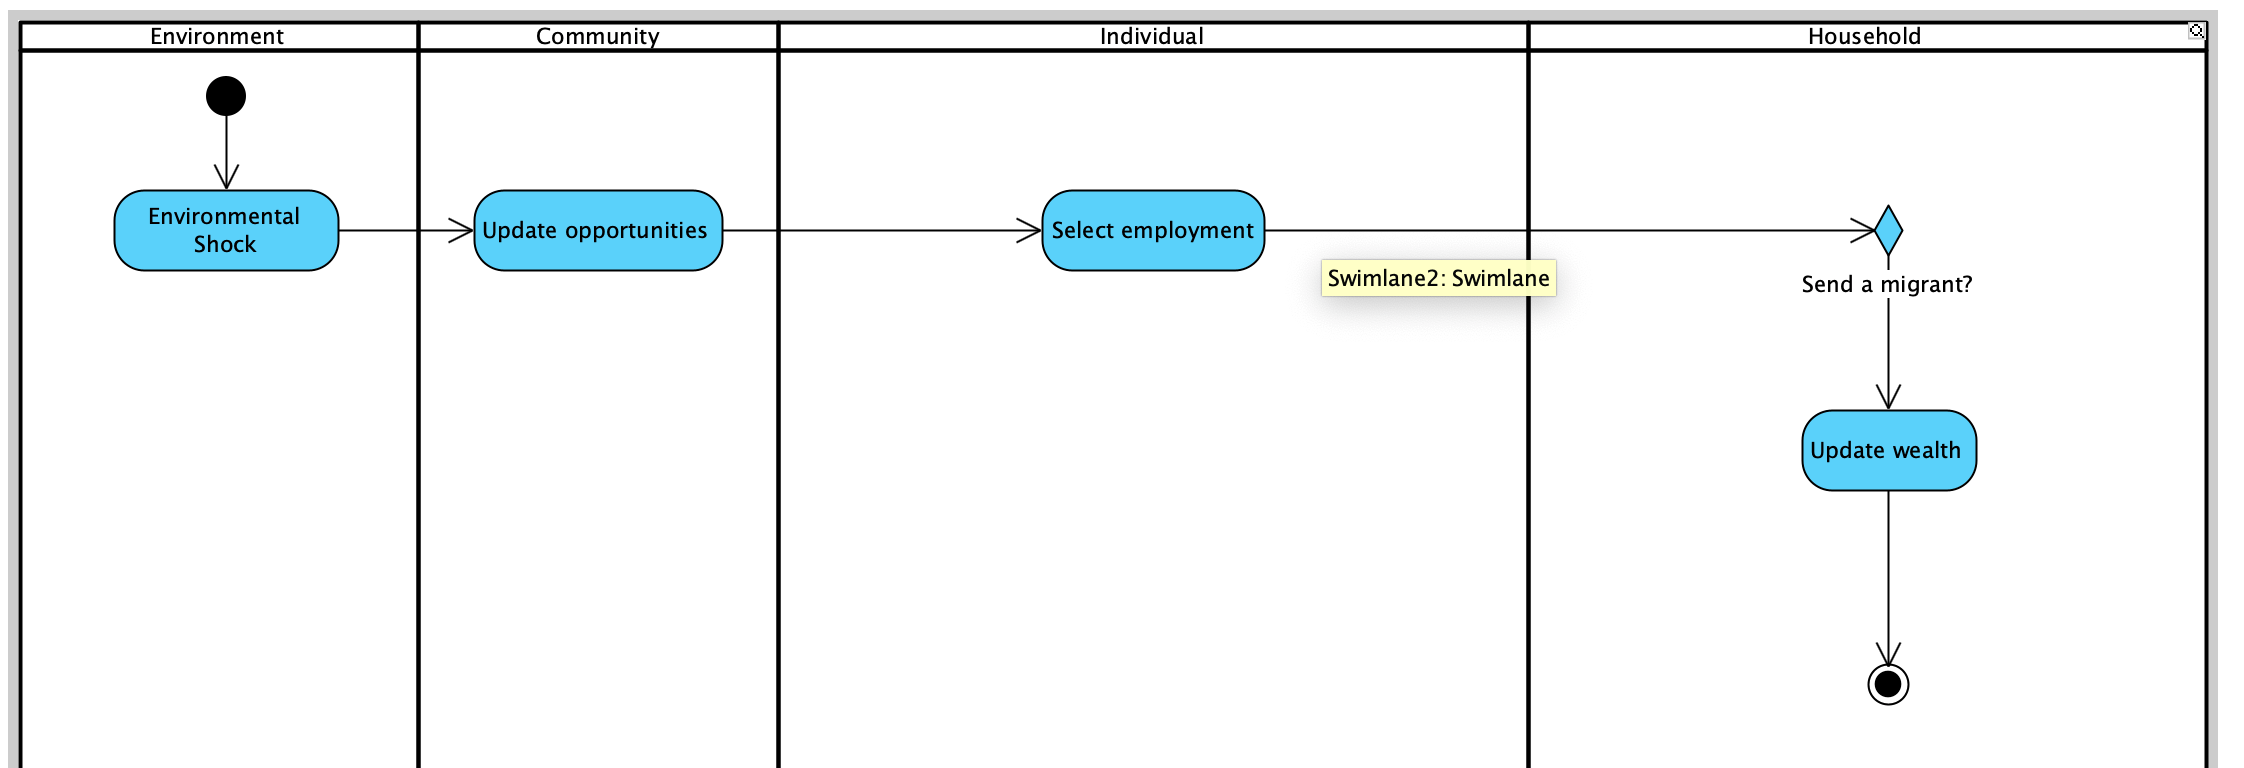 Environment
Community
Individual
Household
Environmental
Shock
Update opportunities
Select employment
Swimlane2: Swimlane
Send a migrant?
Update wealth